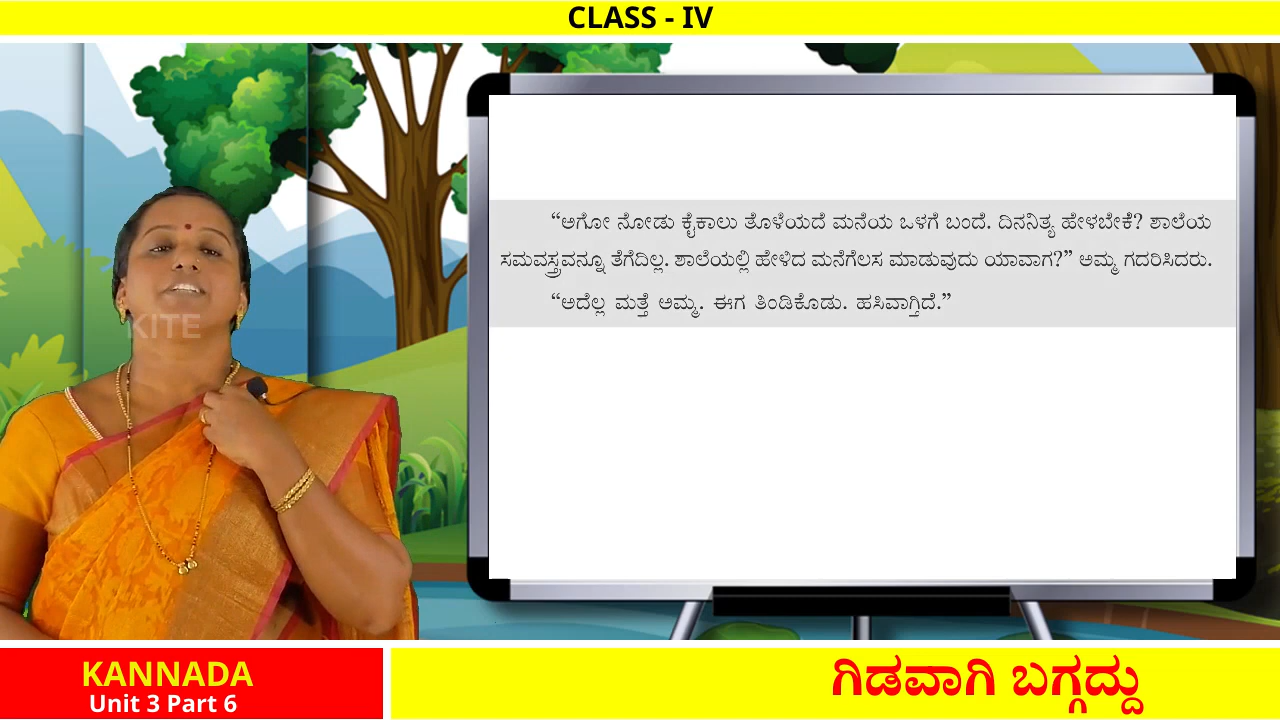 CLASS - IV
“ಅಗೋ ನೋಡು ಕೈಕಾಲು ತೊಳೆಯದೆ ಮನೆಯ ಒಳಗೆ ಬಂದೆ. ದಿನನಿತ್ಯ ಹೇಳಬೇಕೆ? ಶಾಲೆಯ
ಸಮವಸ್ತ್ರವನ್ನೂ ತೆಗೆದಿಲ್ಲ. ಶಾಲೆಯಲ್ಲಿ ಹೇಳಿದ ಮನೆಗೆಲಸ ಮಾಡುವುದು ಯಾವಾಗ?” ಅಮ್ಮ ಗದರಿಸಿದರು.
“ಅದೆಲ್ಲ ಮತ್ತೆ ಅಮ್ಮ. ಈಗ ತಿಂಡಿಕೊಡು. ಹಸಿವಾಗ್ತಿದೆ.”
KITE
KANNADA
Unit 3 Part 6
ಗಿಡವಾಗಿ ಬಗ್ಗದ್ದು